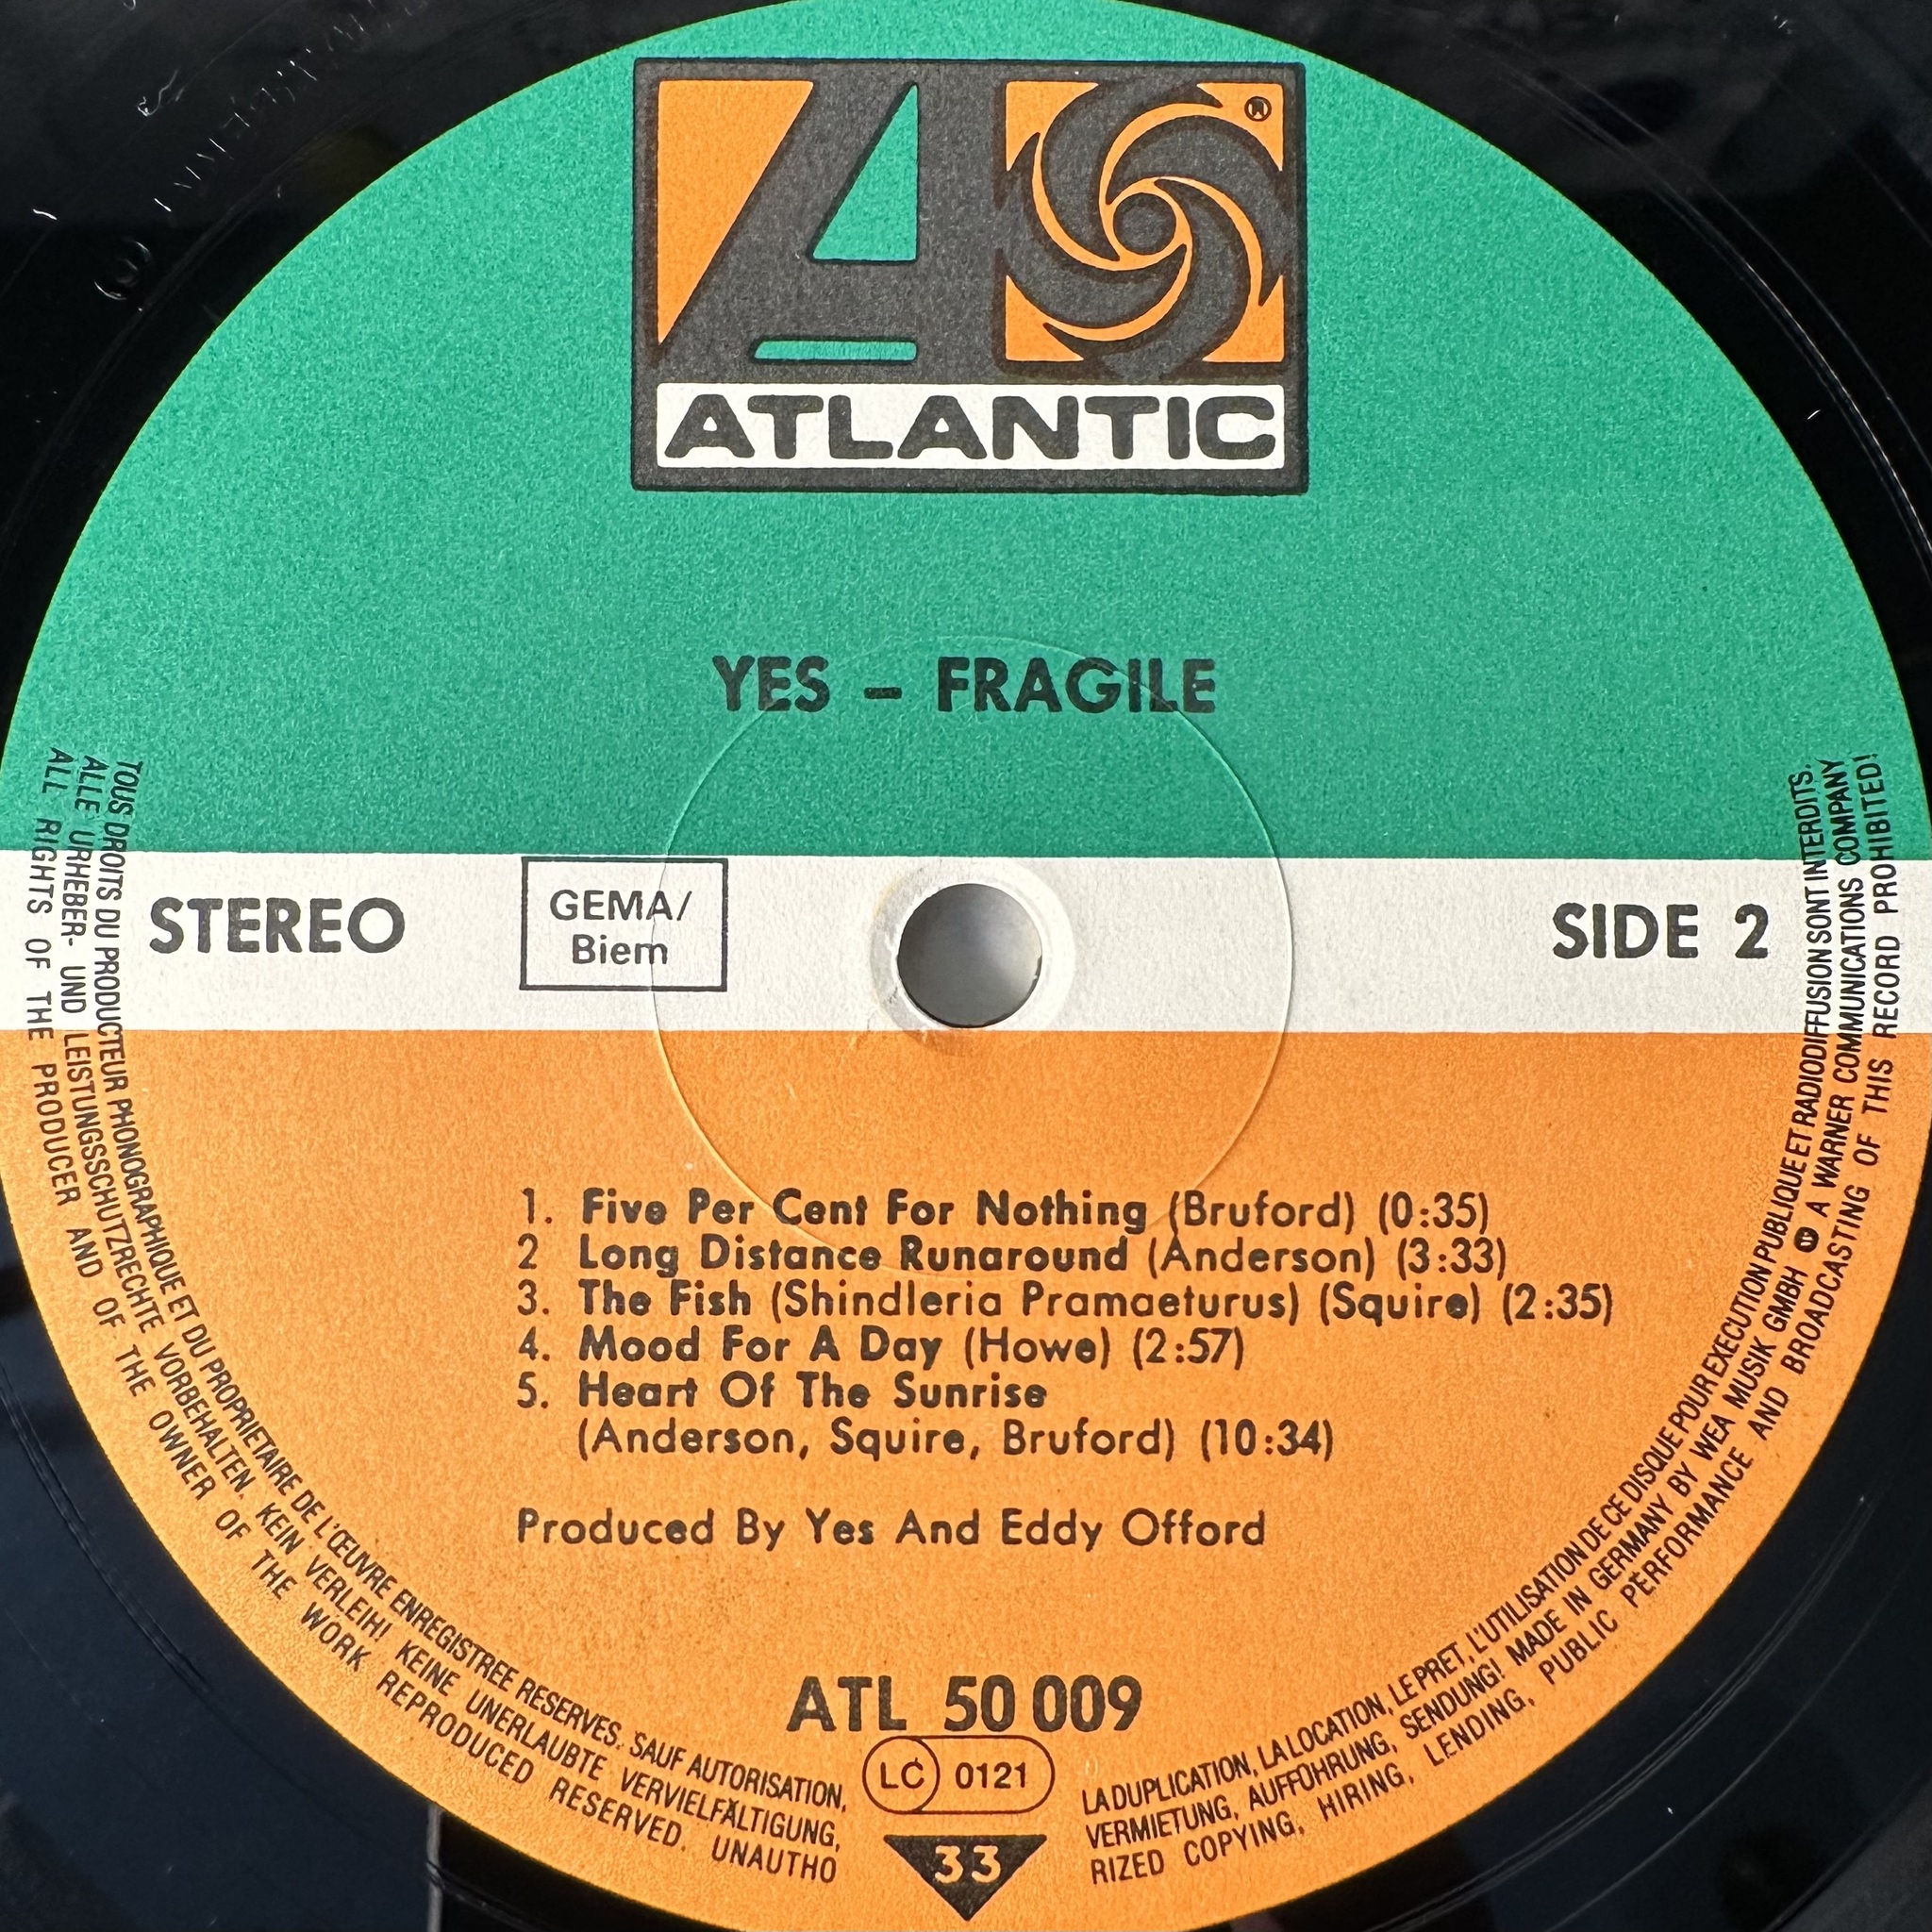 ATLANTIC
®
YES – FRAGILE
STEREO
GEMA/
Biem
SIDE 2
1. Five Per Cent For Nothing (Bruford) (0:35)
2 Long Distance Runaround (Anderson) (3:33)
3. The Fish (Shindleria Pramaeturus) (Squire) (2:35)
4. Mood For A Day (Howe) (2:57)
5. Heart Of The Sunrise
(Anderson, Squire, Bruford) (10:34)
Produced By Yes And Eddy Offord
ATL 50 009
LC 0121
33
TOUS DROITS DU PRODUCTEUR PHONOGRAPHIQUE ET DU PROPRIETAIRE DE L'ŒUVRE ENREGISTREE RESERVES. SAUF AUTORISATION, LA DUPLICATION, LA LOCATION, LE PRET, L'UTILISATION DE CE DISQUE POUR EXECUTION PUBLIQUE ET RADIODIFFUSION SONT INTERDITS.
ALLE URHEBER- UND LEISTUNGSSCHUTZRECHTE VORBEHALTEN. KEIN VERLEIH! KEINE UNERLAUBTE VERVIELFÄLTIGUNG, VERMIETUNG, AUFFÜHRUNG, SENDUNG! MADE IN GERMANY BY WEA MUSIK GMBH A WARNER COMMUNICATIONS COMPANY
ALL RIGHTS OF THE PRODUCER AND OF THE OWNER OF THE WORK REPRODUCED RESERVED. UNAUTHORIZED COPYING, HIRING, LENDING, PUBLIC PERFORMANCE AND BROADCASTING OF THIS RECORD PROHIBITED!